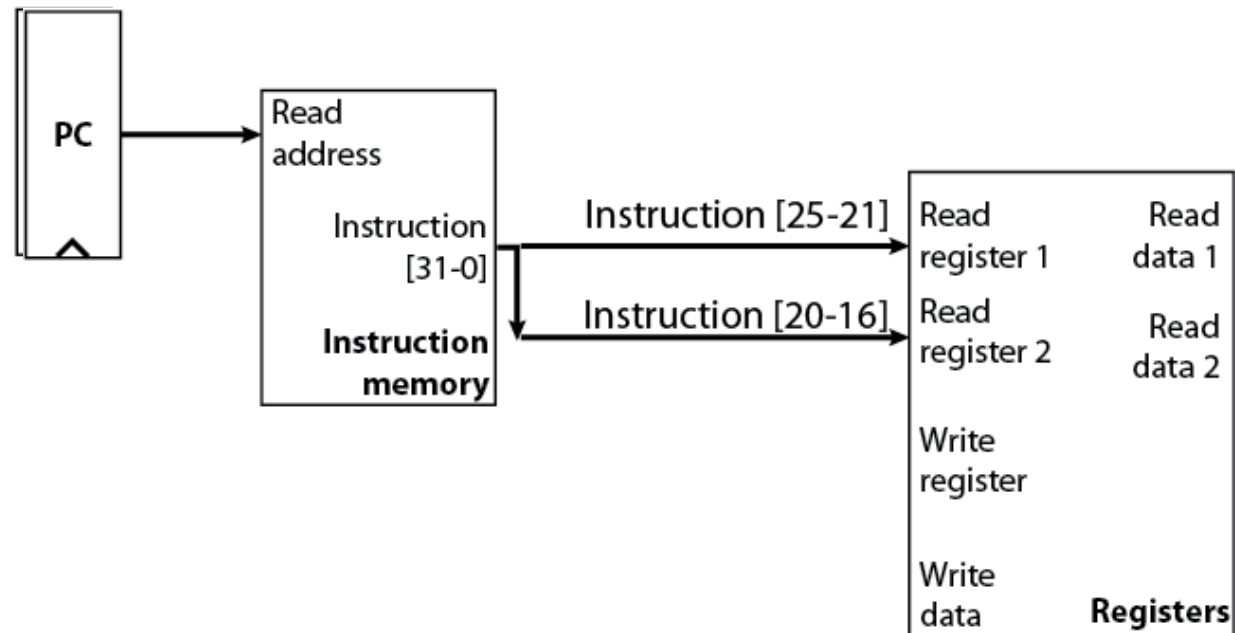 PC
Read
address
Instruction
[31-0]
Instruction
memory
Instruction [25-21]
Instruction [20-16]
Read
register 1
Read
data 1
Read
register 2
Read
data 2
Write
register
Write
data
Registers